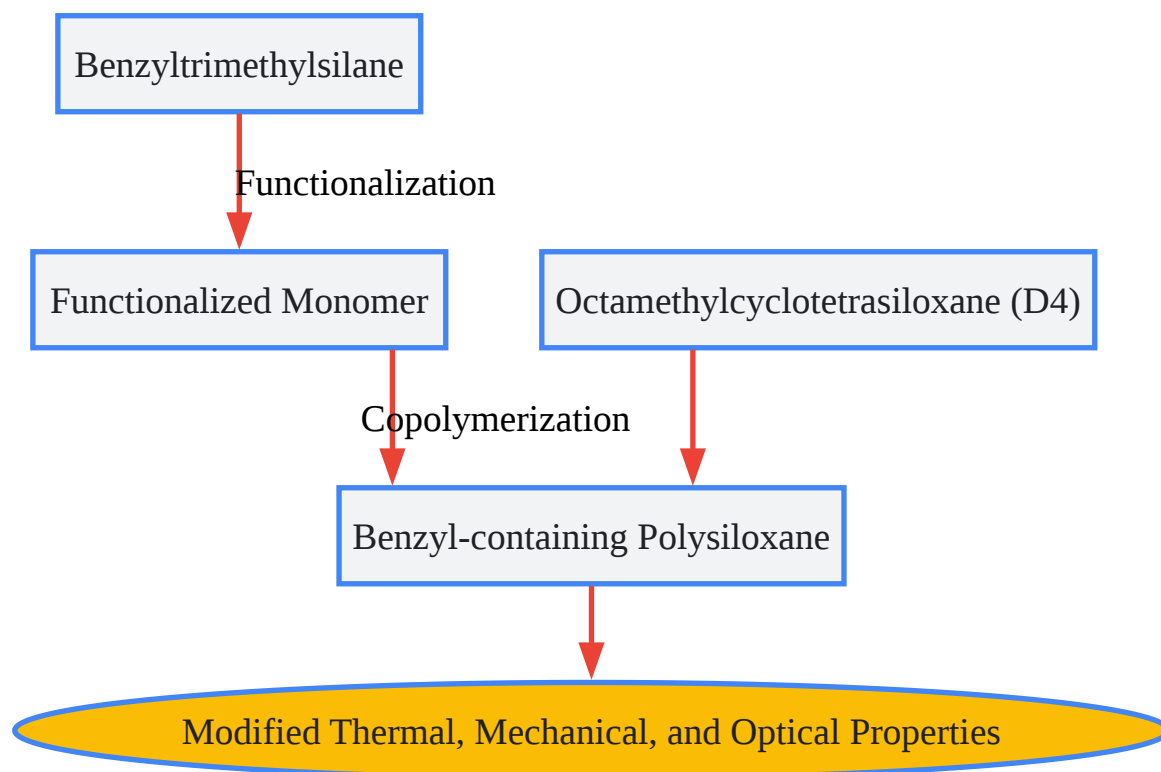 Benzyltrimethylsilane
Functionalization
Functionalized Monomer
Octamethylcyclotetrasiloxane (D4)
Copolymerization
Benzyl-containing Polysiloxane
Modified Thermal, Mechanical, and Optical Properties